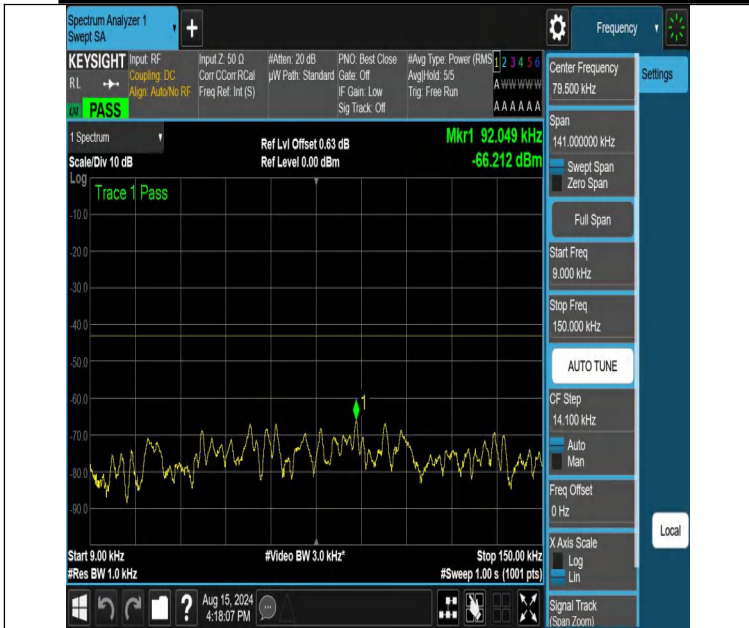 Spectrum Analyzer 1
Swept SA
+
Frequency
KEYSIGHT
RL
PASS
Input: RF
Coupling: DC
Align: Auto/No RF
Input Z: 50 Ω
Corr CCorr RCal
Freq Ref: Int (S)
#Atten: 20 dB
µW Path: Standard
PNO: Best Close
Gate: Off
IF Gain: Low
Sig Track: Off
#Avg Type: Power (RMS
Avg|Hold: 5/5
Trig: Free Run
1 2 3 4 5 6
A W W W W W
A A A A A A
1 Spectrum
Scale/Div 10 dB
Ref Lvl Offset 0.63 dB
Ref Level 0.00 dBm
Mkr1 92.049 kHz
-66.212 dBm
Log
Trace 1 Pass
-10.0
-20.0
-30.0
-40.0
-50.0
-60.0
-70.0
-80.0
-90.0
1
Start 9.00 kHz
#Res BW 1.0 kHz
#Video BW 3.0 kHz*
Stop 150.00 kHz
#Sweep 1.00 s (1001 pts)
Center Frequency
79.500 kHz
Settings
Span
141.000000 kHz
Swept Span
Zero Span
Full Span
Start Freq
9.000 kHz
Stop Freq
150.000 kHz
AUTO TUNE
CF Step
14.100 kHz
Auto
Man
Freq Offset
0 Hz
X Axis Scale
Log
Lin
Signal Track
(Span Zoom)
Local
?
Aug 15, 2024
4:18:07 PM